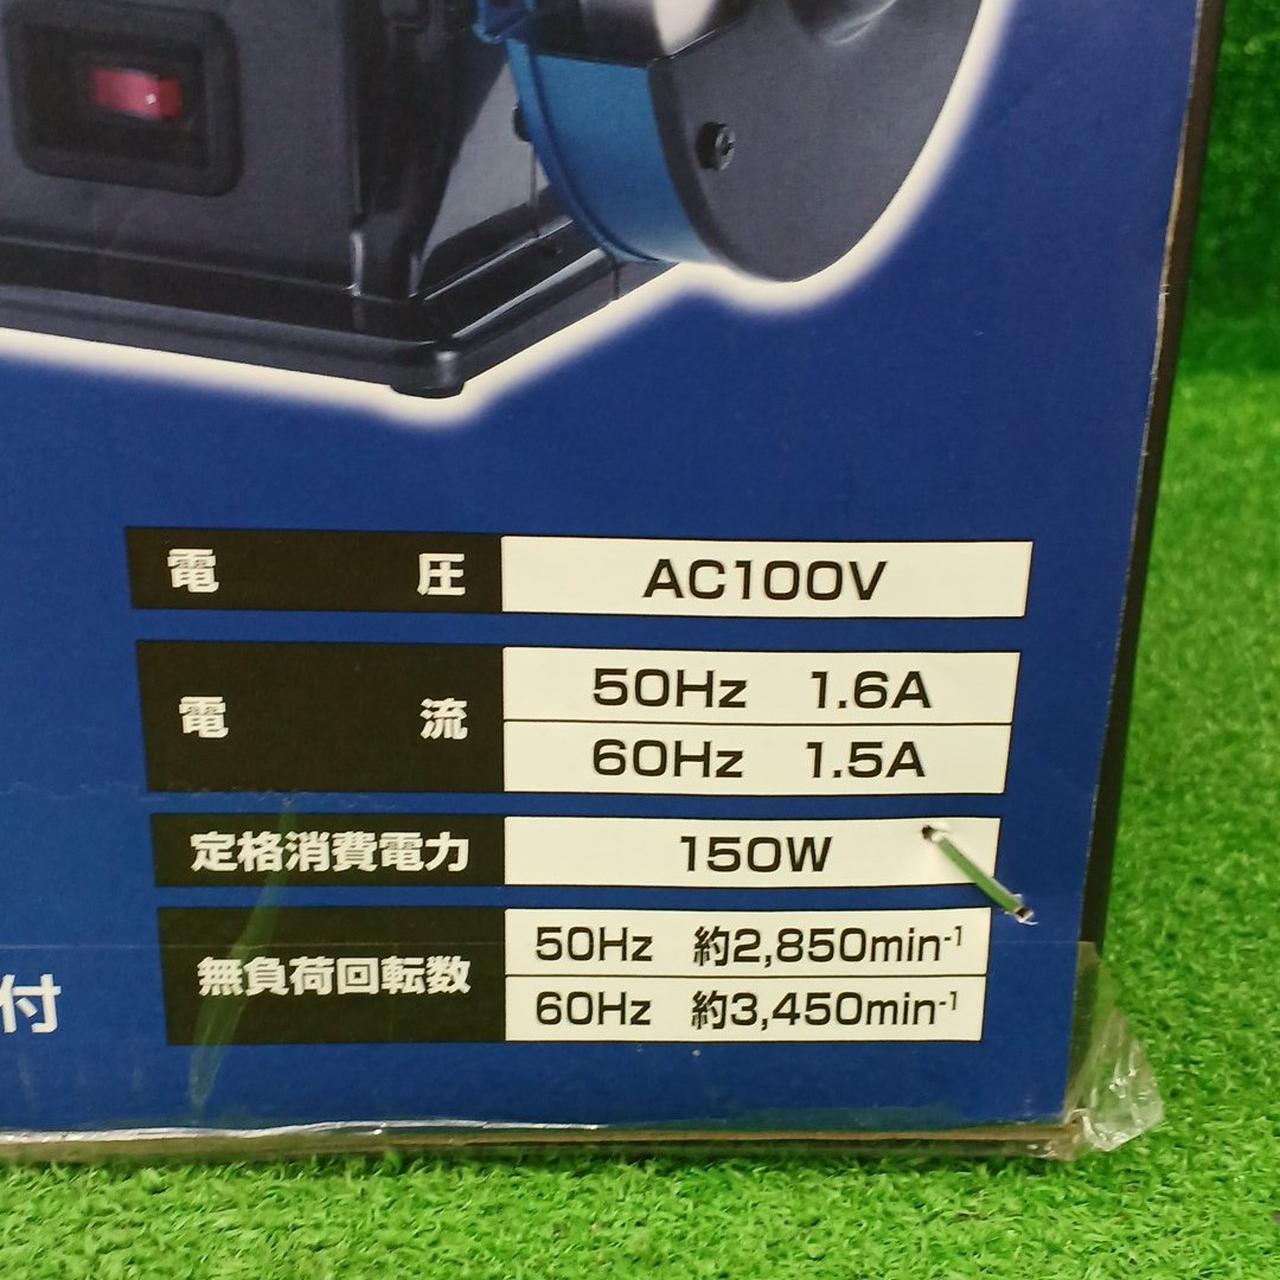 電圧 AC100V
電流 50Hz 1.6A
60Hz 1.5A
定格消費電力 150W
無負荷回転数 50Hz 約2,850min-1
60Hz 約3,450min-1
付